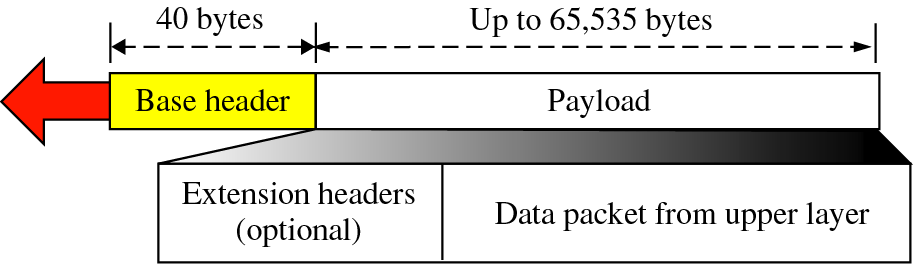 40 bytes
Up to 65,535 bytes
Base header
Payload
Extension headers
(optional)
Data packet from upper layer